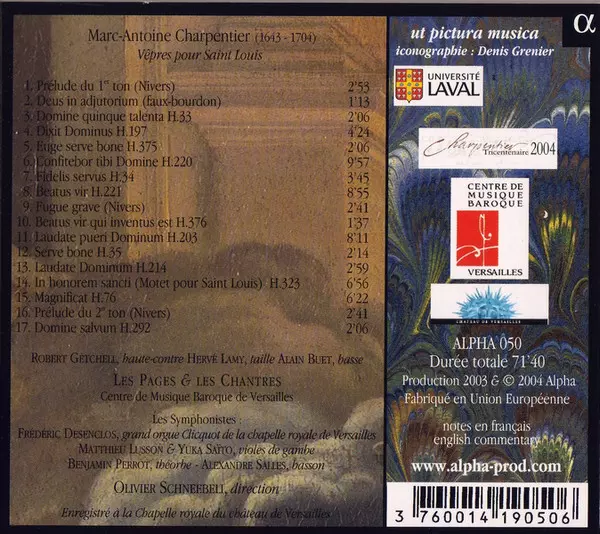 Marc-Antoine Charpentier (1643 - 1704)
Vêpres pour Saint Louis
1. Prélude du 1er ton (Nivers) 2'53
2. Deus in adjutorium (Faux-bourdon) 1'13
3. Domine quinque talenta H.33 2'06
4. Dixit Dominus H.197 4'24
5. Euge serve bone H.375 2'06
6. Confitebor tibi Domine H.220 9'57
7. Fidelis servus H.34 3'45
8. Beatus vir H.221 8'55
9. Fugue grave (Nivers) 2'41
10. Beatus vir qui inventus est H.376 1'37
11. Laudate pueri Dominum H.203 8'11
12. Serve bone H.35 2'14
13. Laudate Dominum H.214 2'59
14. In honorem sancti (Motet pour Saint Louis) H.323 6'56
15. Magnificat H.76 6'22
16. Prélude du 2e ton (Nivers) 2'41
17. Domine salvum H.292 2'06
Robert Getchell, haute-contre Hervé Lamy, taille Alain Buet, basse
Les Pages & les Chantres
Centre de Musique Baroque de Versailles
Les Symphonistes :
Frédéric Desenclos, grand orgue Clicquot de la chapelle royale de Versailles
Matthieu Lusson & Yuka Saïto, violes de gambe
Benjamin Perrot, théorbe - Alexandre Salles, basson
Olivier Schneebeli, direction
Enregistré à la Chapelle royale du château de Versailles
ut pictura musica
iconographie : Denis Grenier
α
UNIVERSITÉ
LAVAL
Charpentier
Tricentenaire 2004
CENTRE DE
MUSIQUE
BAROQUE
VERSAILLES
CHÂTEAU DE VERSAILLES
ALPHA 050
Durée totale 71'40
Production 2003 & © 2004 Alpha
Fabriqué en Union Européenne
notes en français
english commentary
www.alpha-prod.com
3 760014 190506